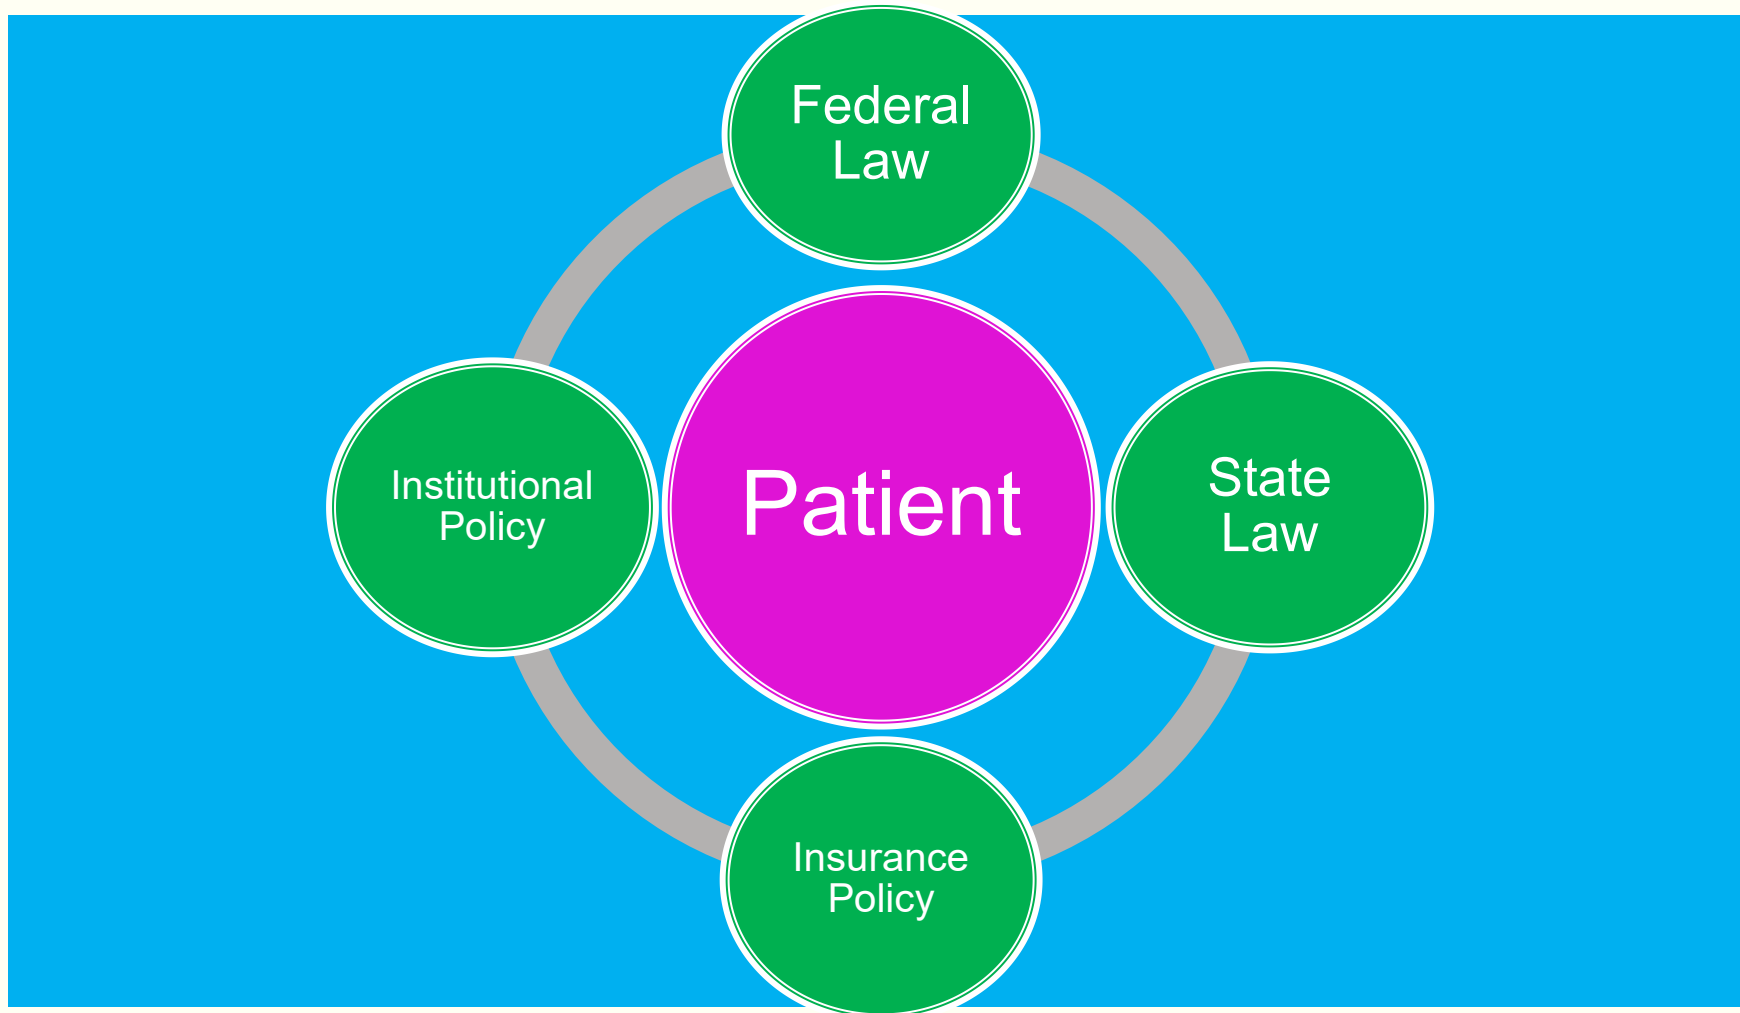 Federal
Law
Institutional
Policy
Patient
State
Law
Insurance
Policy